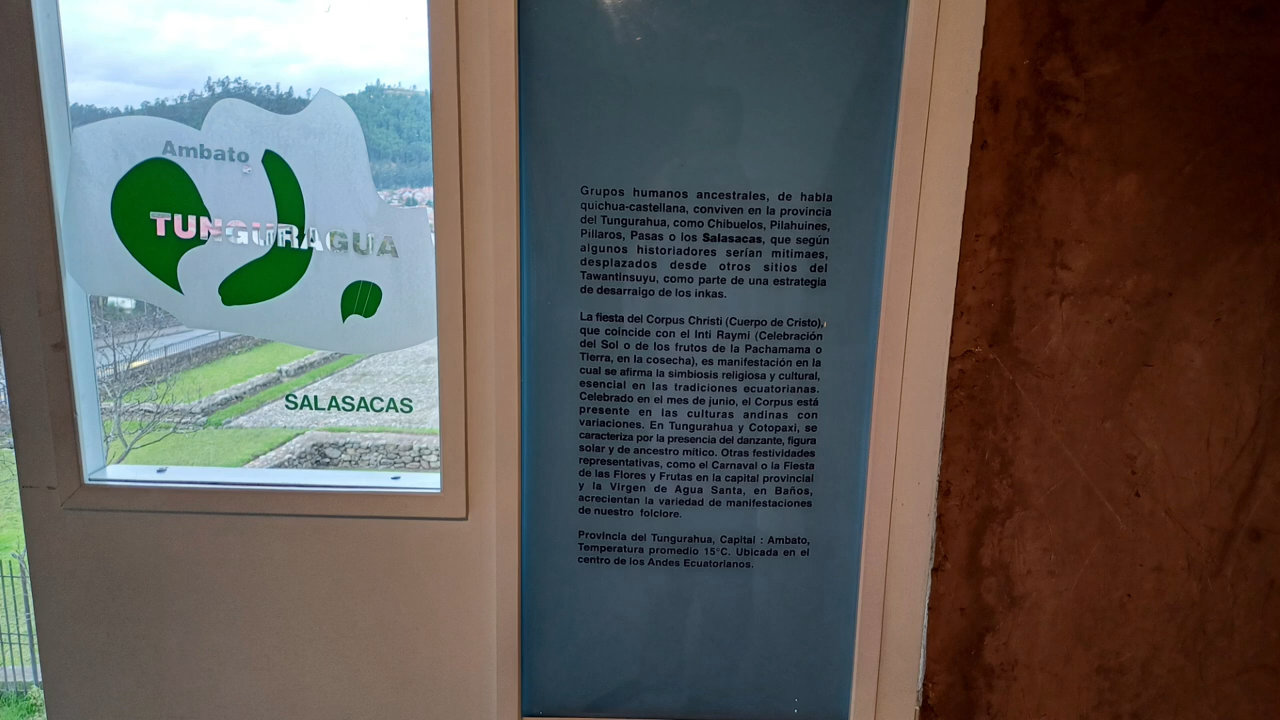 Ambato
TUNGURAGUA
SALASACAS
Grupos humanos ancestrales, de habla
quichua-castellana, conviven en la provincia
del Tungurahua, como Chibuelos, Pilahuines,
Pillaros, Pasas o los Salasacas, que según
algunos historiadores serían mitimaes,
desplazados desde otros sitios del
Tawantinsuyu, como parte de una estrategia
de desarraigo de los inkas.
La fiesta del Corpus Christi (Cuerpo de Cristo),
que coincide con el Inti Raymi (Celebración
del Sol o de los frutos de la Pachamama o
Tierra, en la cosecha), es manifestación en la
cual se afirma la simbiosis religiosa y cultural,
esencial en las tradiciones ecuatorianas.
Celebrado en el mes de junio, el Corpus está
presente en las culturas andinas con
variaciones. En Tungurahua y Cotopaxi, se
caracteriza por la presencia del danzante, figura
solar y de ancestro mítico. Otras festividades
representativas, como el Carnaval o la Fiesta
de las Flores y Frutas en la capital provincial
y la Virgen de Agua Santa, en Baños,
acrecientan la variedad de manifestaciones
de nuestro folclore.
Provincia del Tungurahua, Capital : Ambato,
Temperatura promedio 15°C. Ubicada en el
centro de los Andes Ecuatorianos.